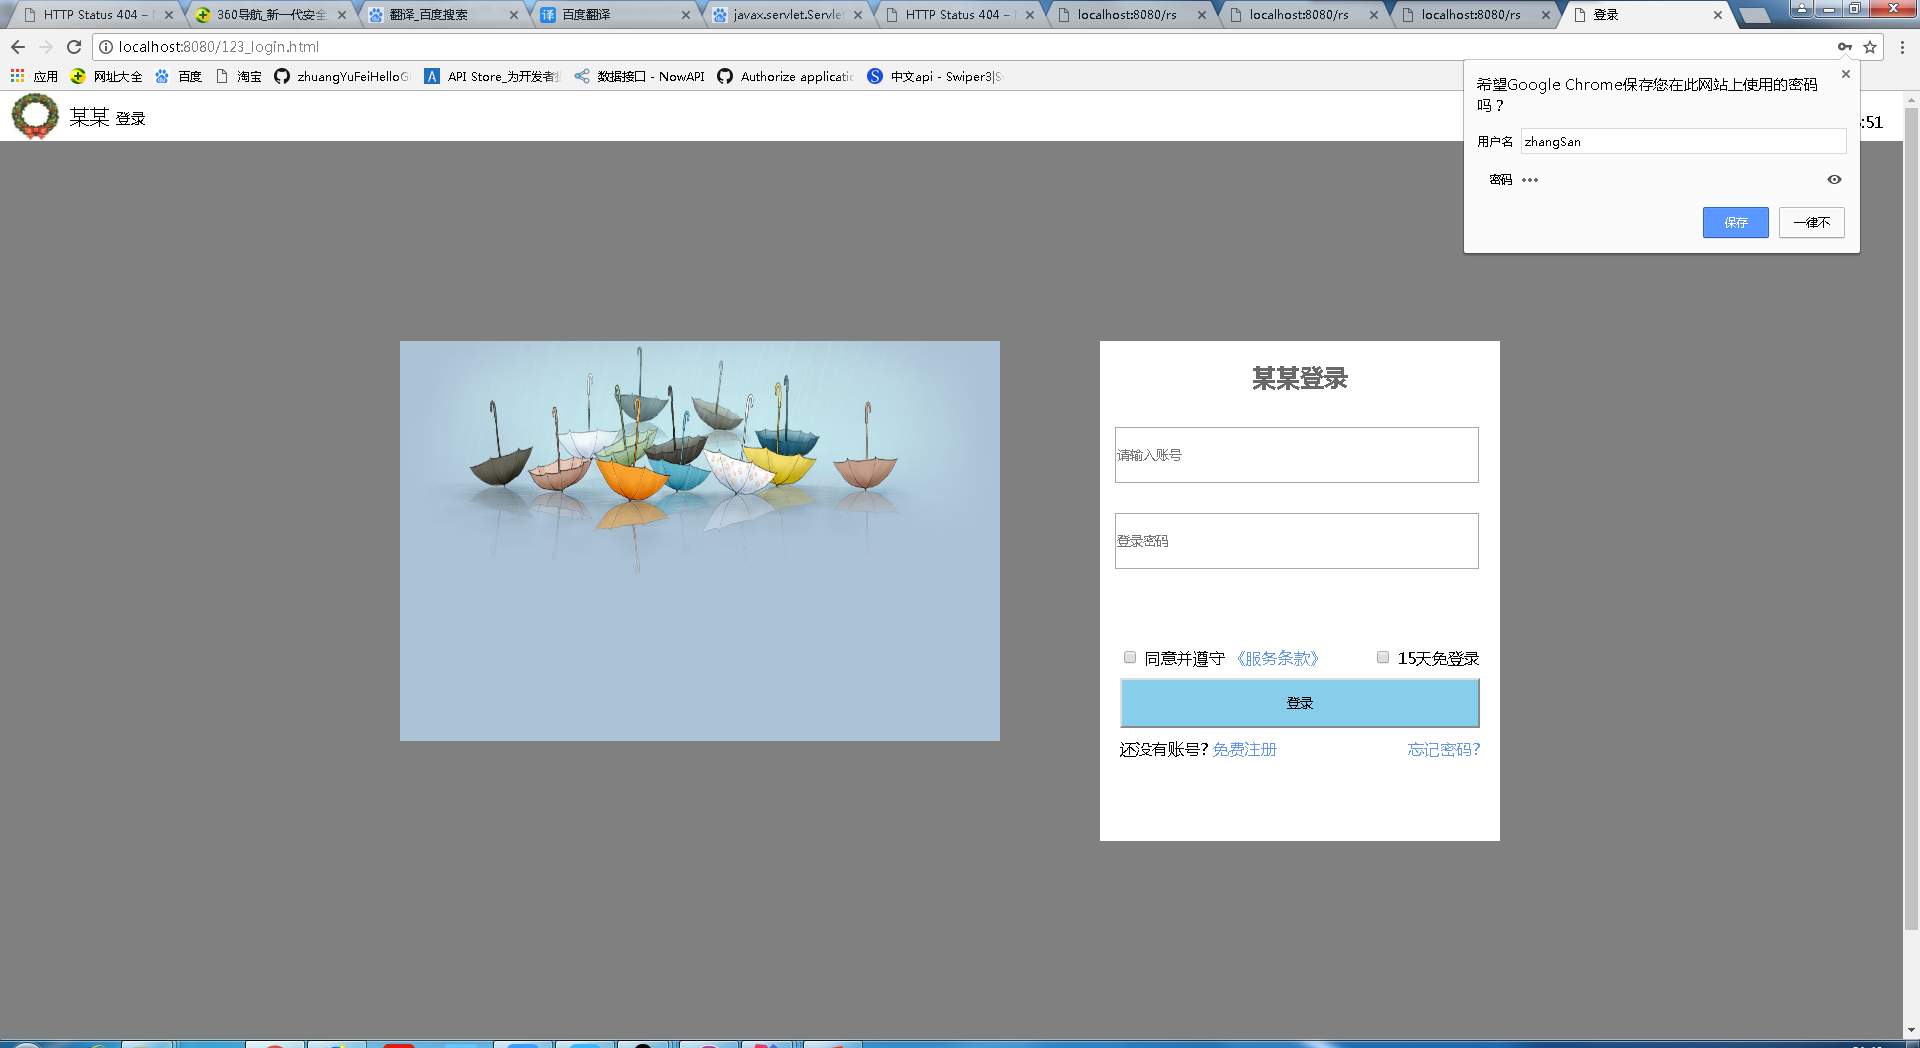 HTTP Status 404 –
360导航_新一代安全
翻译_百度搜索
百度翻译
javax.servlet.Servlet
HTTP Status 404 –
localhost:8080/rs
localhost:8080/rs
localhost:8080/rs
登录
localhost:8080/123_login.html
应用
网址大全
百度
淘宝
zhuangYuFeiHelloGi
API Store_为开发者
数据接口 - NowAPI
Authorize applicatio
中文api - Swiper3|S
某某 登录
:51
希望Google Chrome保存您在此网站上使用的密码
吗？
用户名 zhangSan
密码 •••
保存 一律不
某某登录
请输入账号
登录密码
同意并遵守 《服务条款》 15天免登录
登录
还没有账号? 免费注册 忘记密码?